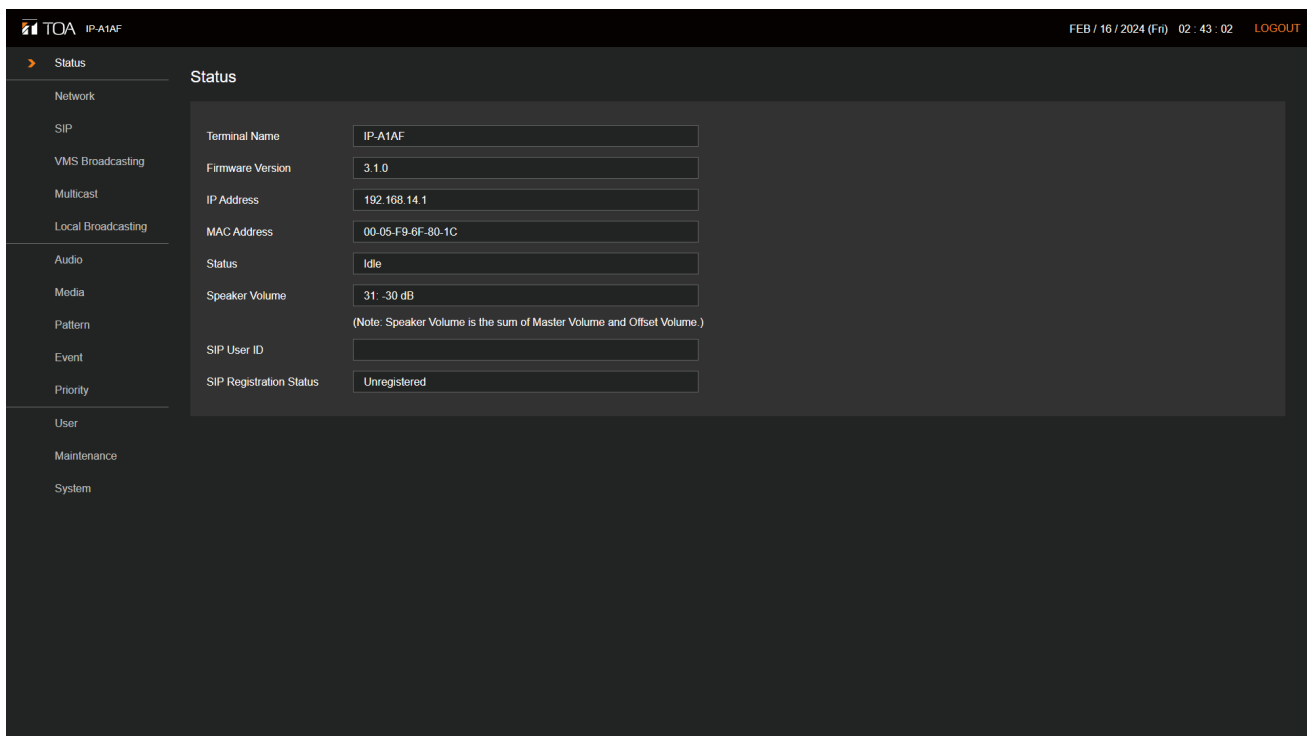 TOA IP-A1AF FEB / 16 / 2024 (Fri) 02 : 43 : 02 LOGOUT
Status
Network
SIP
VMS Broadcasting
Multicast
Local Broadcasting
Audio
Media
Pattern
Event
Priority
User
Maintenance
System
Status
Terminal Name IP-A1AF
Firmware Version 3.1.0
IP Address 192.168.14.1
MAC Address 00-05-F9-6F-80-1C
Status Idle
Speaker Volume 31: -30 dB
(Note: Speaker Volume is the sum of Master Volume and Offset Volume.)
SIP User ID
SIP Registration Status Unregistered